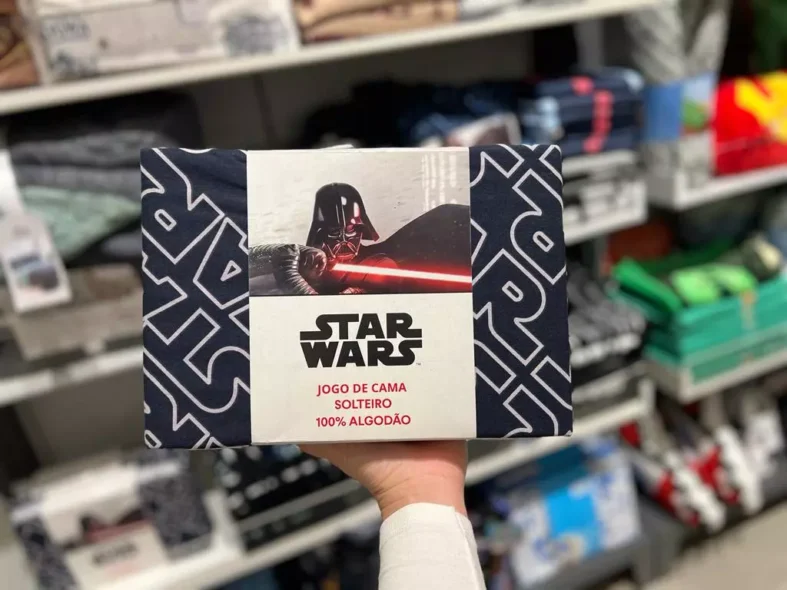 STAR
WARS
JOGO DE CAMA
SOLTEIRO
100% ALGODÃO